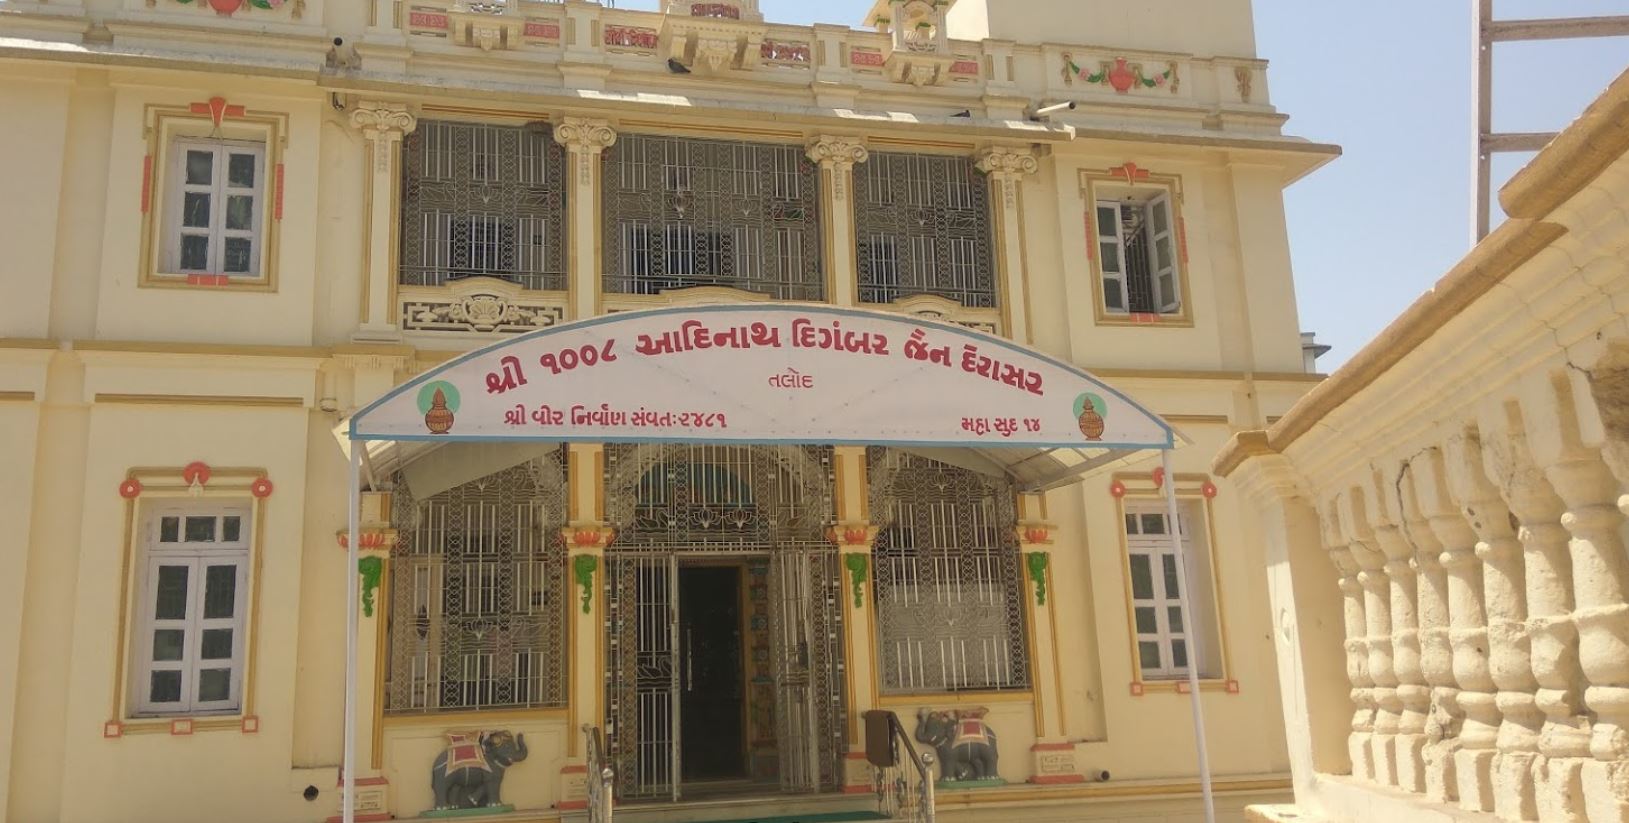 શ્રી ૧૦૦૮ આદિનાથ દિગંબર જૈન દેરાસર
તલોદ
શ્રી વીર નિર્વાણ સંવત:૨૪૮૧ મહા સુદ ૧૪